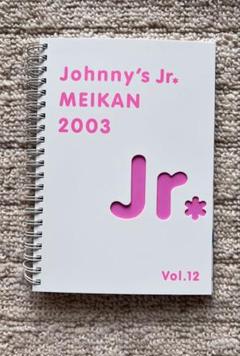 Johnny's Jr*
MEIKAN
2003
Jr*
Vol.12